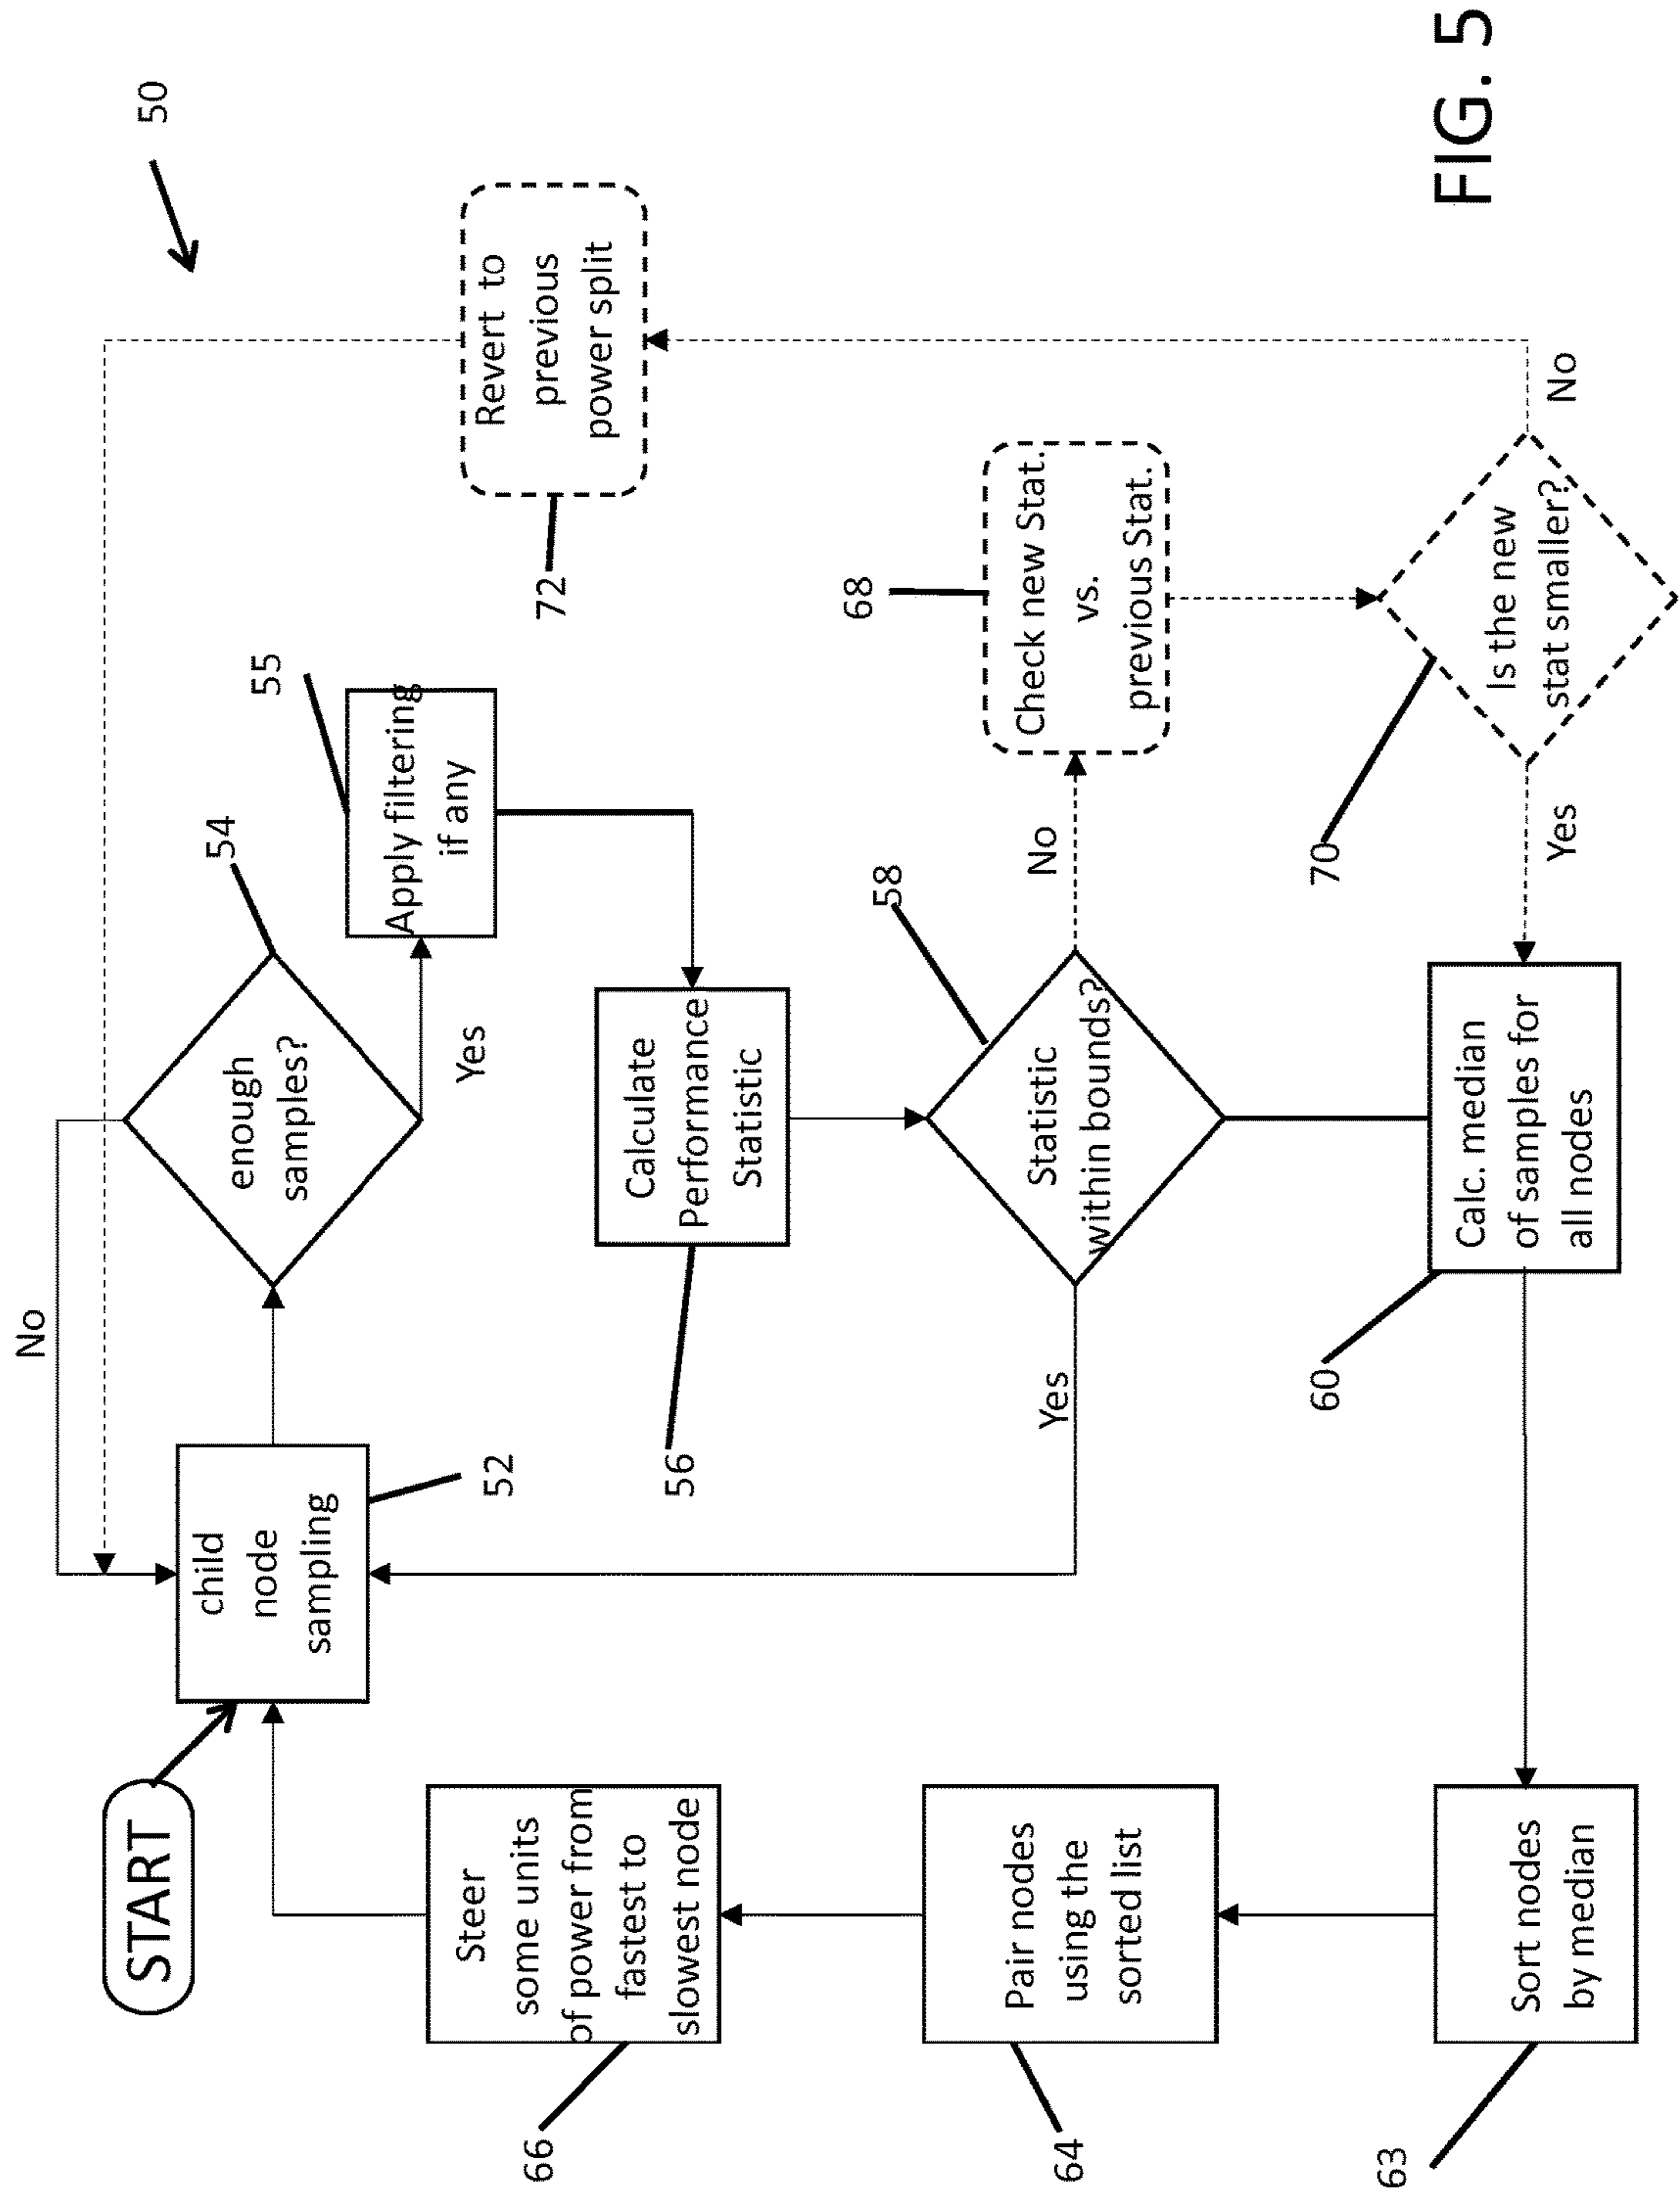 50
START
No
child
node
sampling
52
enough
samples?
54
Yes
Apply filtering
if any
55
Calculate
Performance
Statistic
56
Statistic
within bounds?
58
Yes
No
Check new Stat.
vs.
previous Stat.
68
Is the new
stat smaller?
70
Yes
No
Revert to
previous
power split
72
Calc. median
of samples for
all nodes
60
Sort nodes
by median
63
Pair nodes
using the
sorted list
64
Steer
some units
of power from
fastest to
slowest node
66
FIG. 5